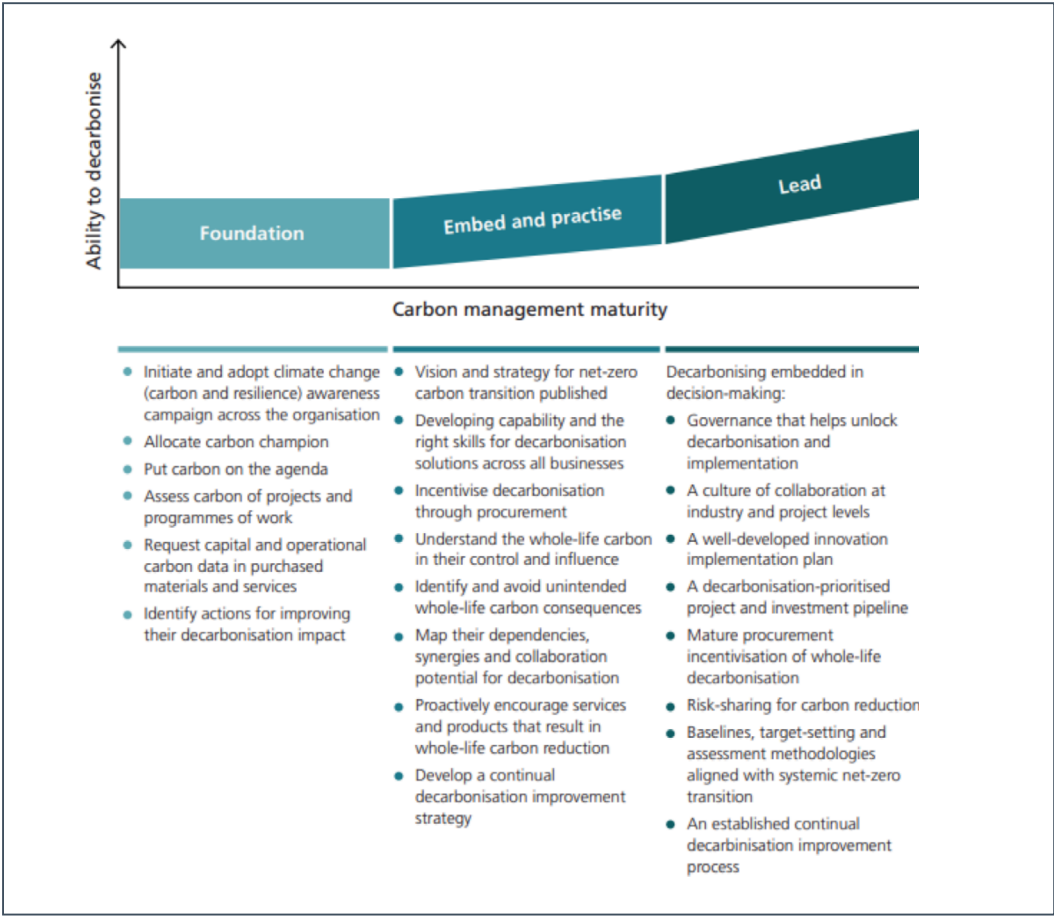 Ability to decarbonise
Foundation
Embed and practise
Lead
Carbon management maturity
Initiate and adopt climate change
(carbon and resilience) awareness
campaign across the organisation
Allocate carbon champion
Put carbon on the agenda
Assess carbon of projects and
programmes of work
Request capital and operational
carbon data in purchased
materials and services
Identify actions for improving
their decarbonisation impact
Vision and strategy for net-zero
carbon transition published
Developing capability and the
right skills for decarbonisation
solutions across all businesses
Incentivise decarbonisation
through procurement
Understand the whole-life carbon
in their control and influence
Identify and avoid unintended
whole-life carbon consequences
Map their dependencies,
synergies and collaboration
potential for decarbonisation
Proactively encourage services
and products that result in
whole-life carbon reduction
Develop a continual
decarbonisation improvement
strategy
Decarbonising embedded in
decision-making:
Governance that helps unlock
decarbonisation and
implementation
A culture of collaboration at
industry and project levels
A well-developed innovation
implementation plan
A decarbonisation-prioritised
project and investment pipeline
Mature procurement
incentivisation of whole-life
decarbonisation
Risk-sharing for carbon reduction
Baselines, target-setting and
assessment methodologies
aligned with systemic net-zero
transition
An established continual
decarbinisation improvement
process